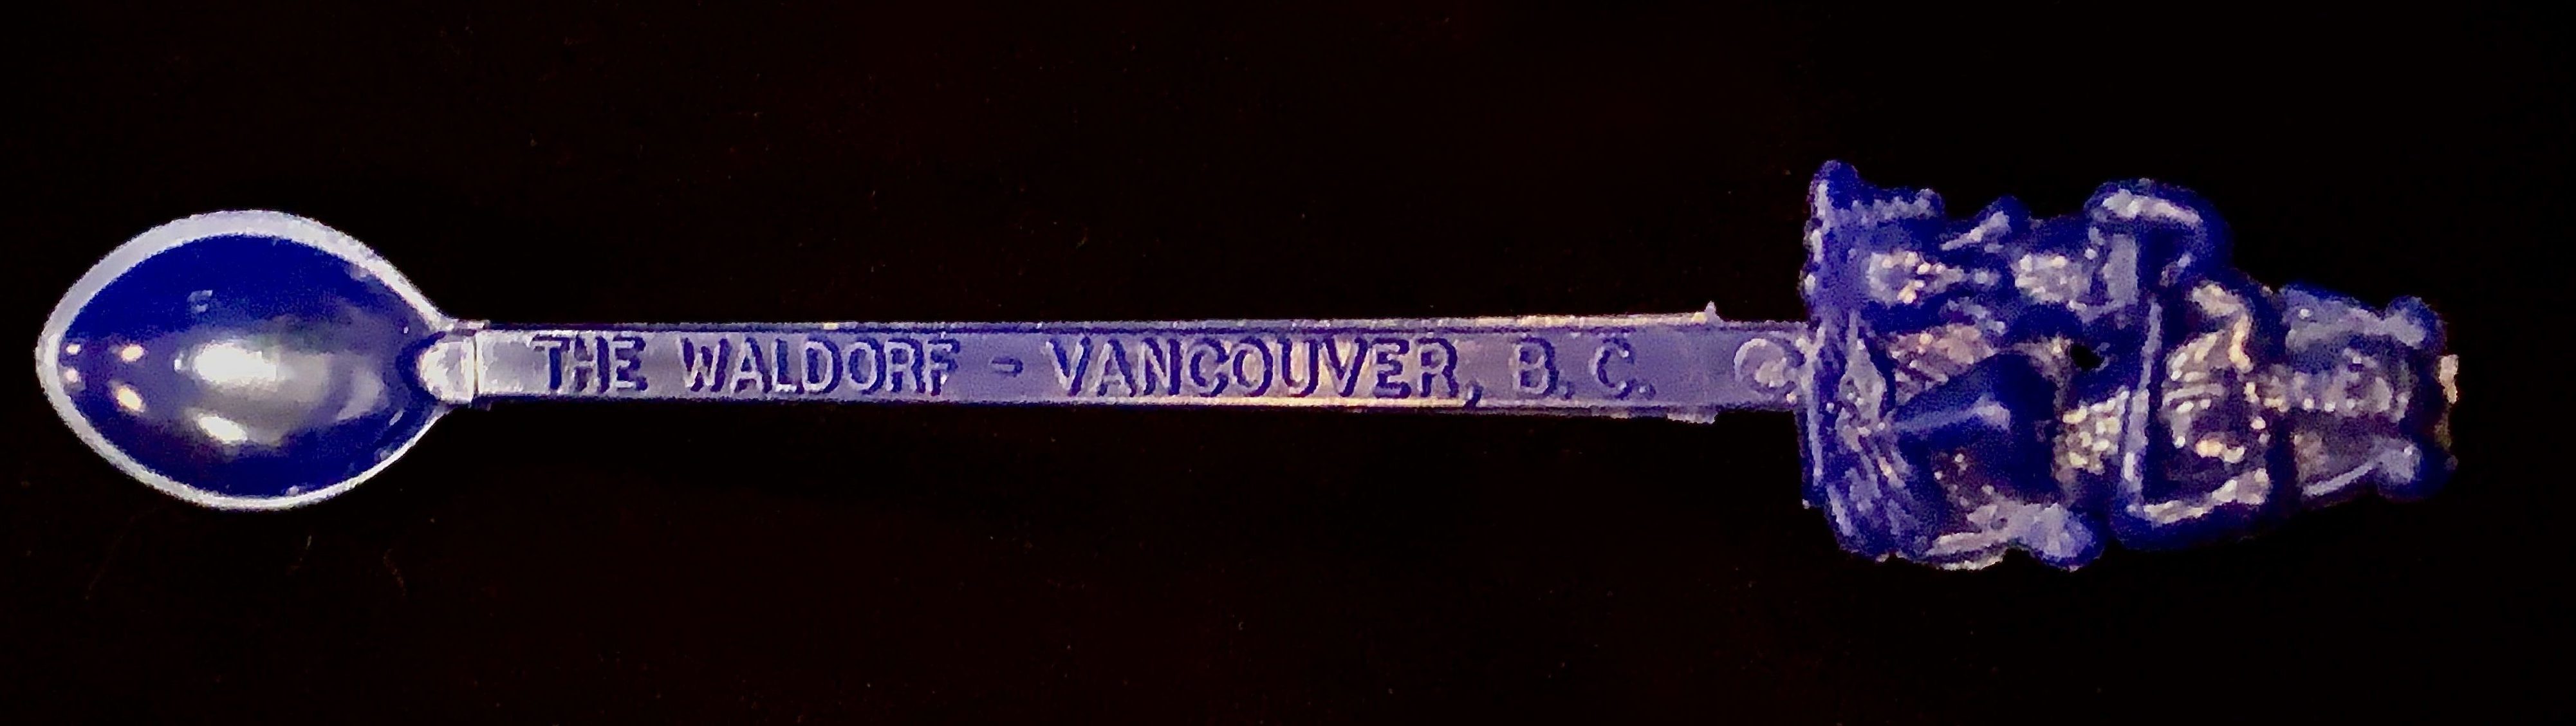 THE WALDORF - VANCOUVER, B. C.